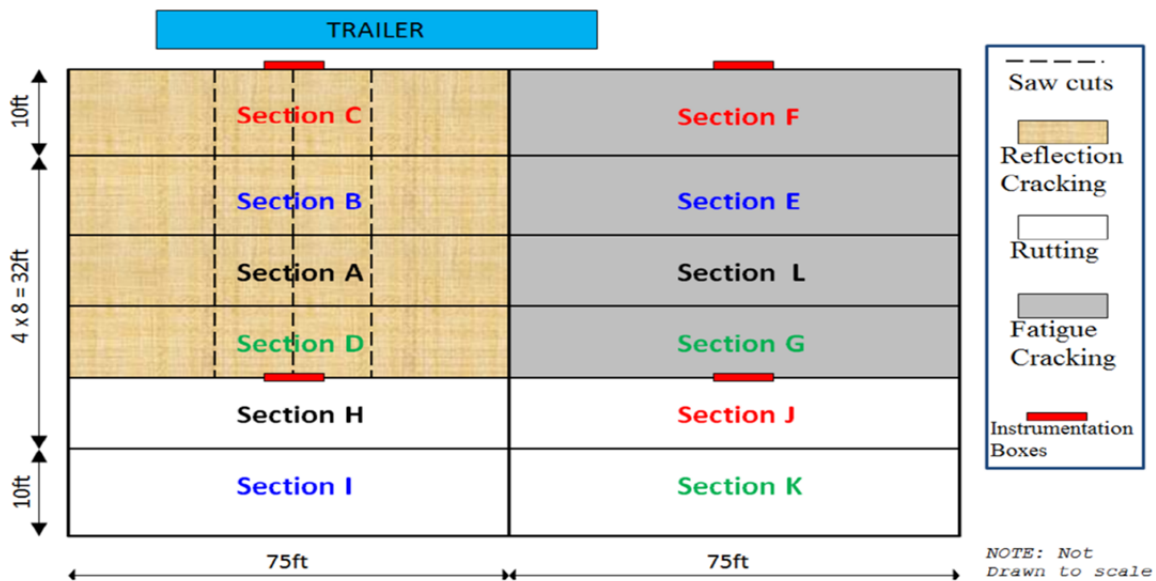 TRAILER
10ft
Section C
Section F
Section B
Section E
4 x 8 = 32ft
Section A
Section L
Section D
Section G
Section H
Section J
10ft
Section I
Section K
75ft
75ft
Saw cuts
Reflection
Cracking
Rutting
Fatigue
Cracking
Instrumentation
Boxes
NOTE: Not
Drawn to scale